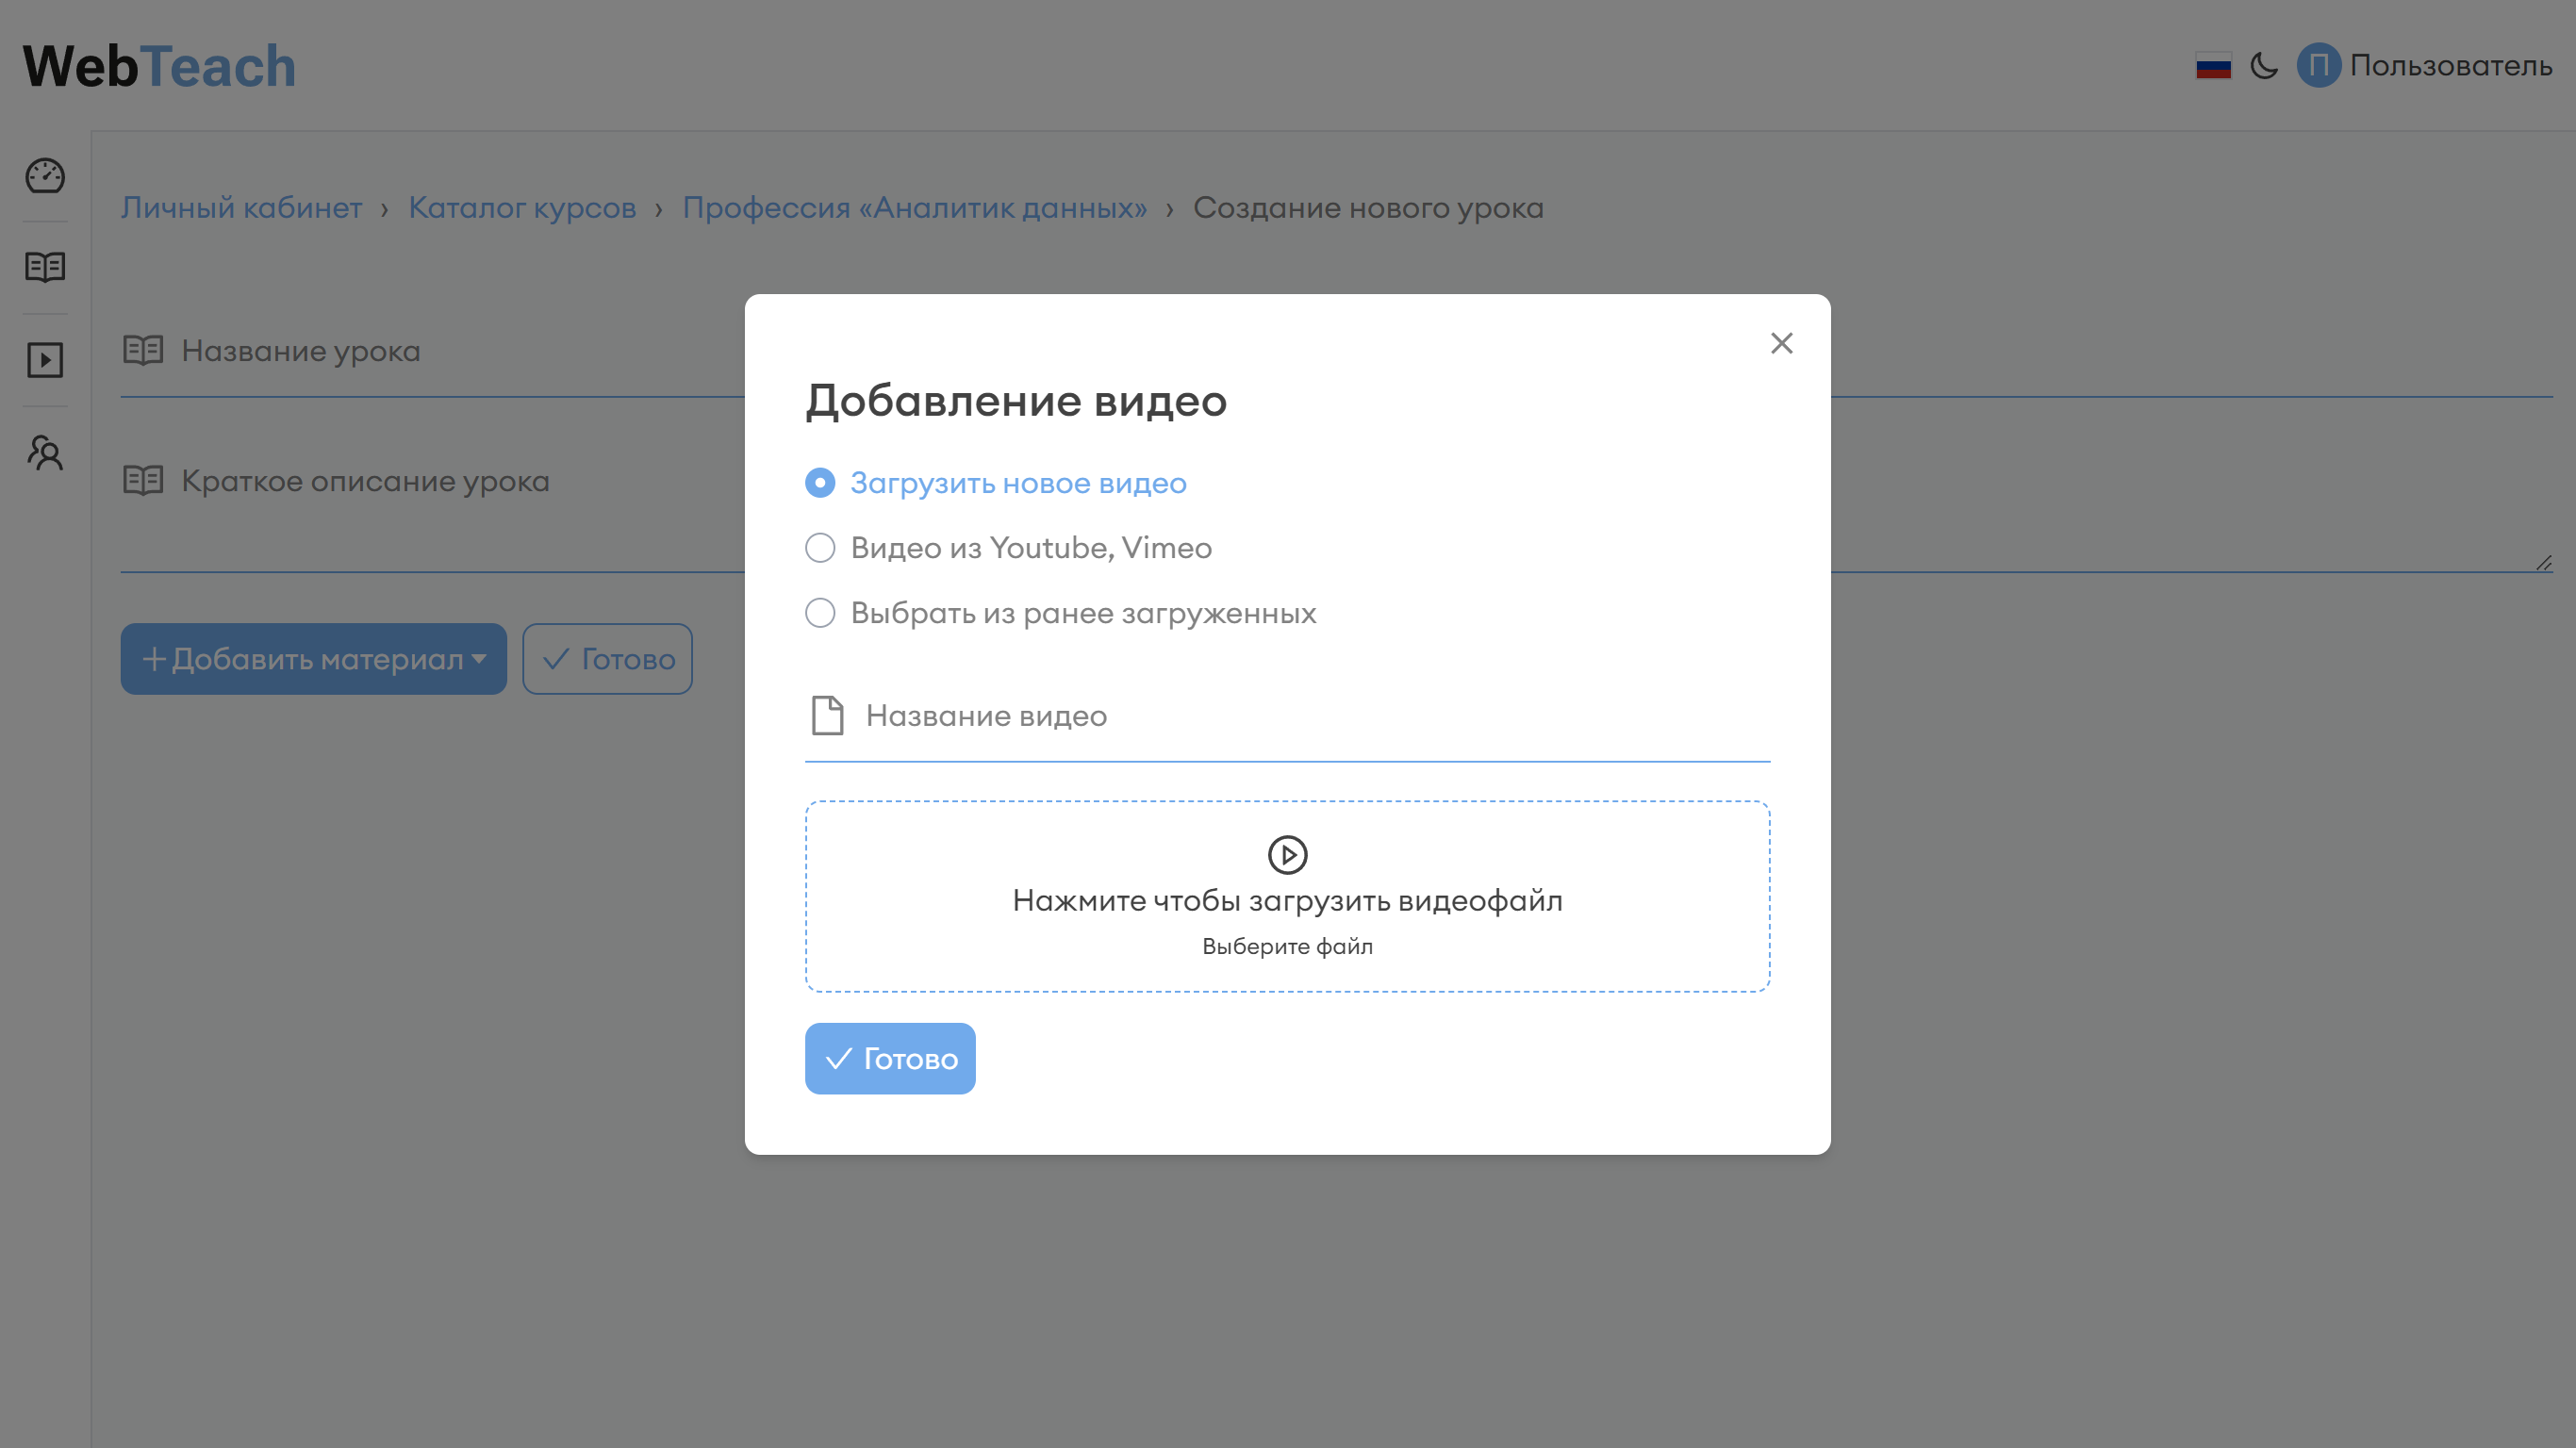 WebTeach
П Пользователь
Личный кабинет › Каталог курсов › Профессия «Аналитик данных» › Создание нового урока
Название урока
Краткое описание урока
+ Добавить материал
Готово
Добавление видео
Загрузить новое видео
Видео из Youtube, Vimeo
Выбрать из ранее загруженных
Название видео
Нажмите чтобы загрузить видеофайл
Выберите файл
Готово